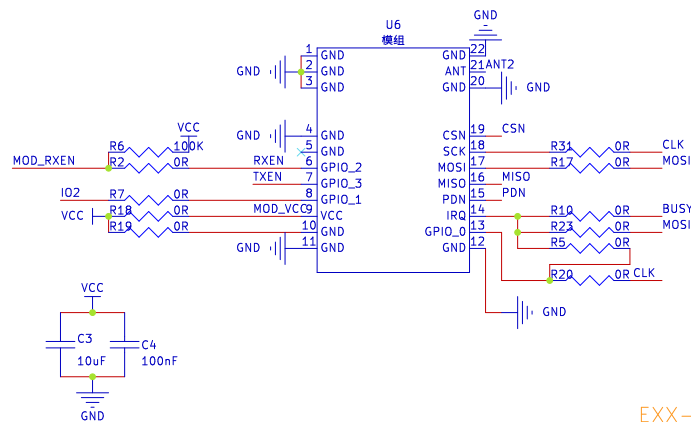 GND
U6
模组
1 GND GND 22
GND 2 GND ANT 21 ANT2
3 GND GND 20 GND
VCC
GND 4 GND CSN 19 CSN
R6 100K 5 GND SCK 18 R31 0R CLK
MOD_RXEN R2 0R RXEN 6 GPIO_2 MOSI 17 R17 0R MOSI
TXEN 7 GPIO_3 MISO 16 MISO
IO2 R7 0R 8 GPIO_1 PDN 15 PDN
VCC R18 0R MOD_VCC 9 VCC IRQ 14 R10 0R BUSY
R19 0R 10 GND GPIO_0 13 R23 0R MOSI
GND 11 GND GND 12 R5 0R
R20 0R CLK
VCC
GND
C3
10uF
C4
100nF
GND
EXX-